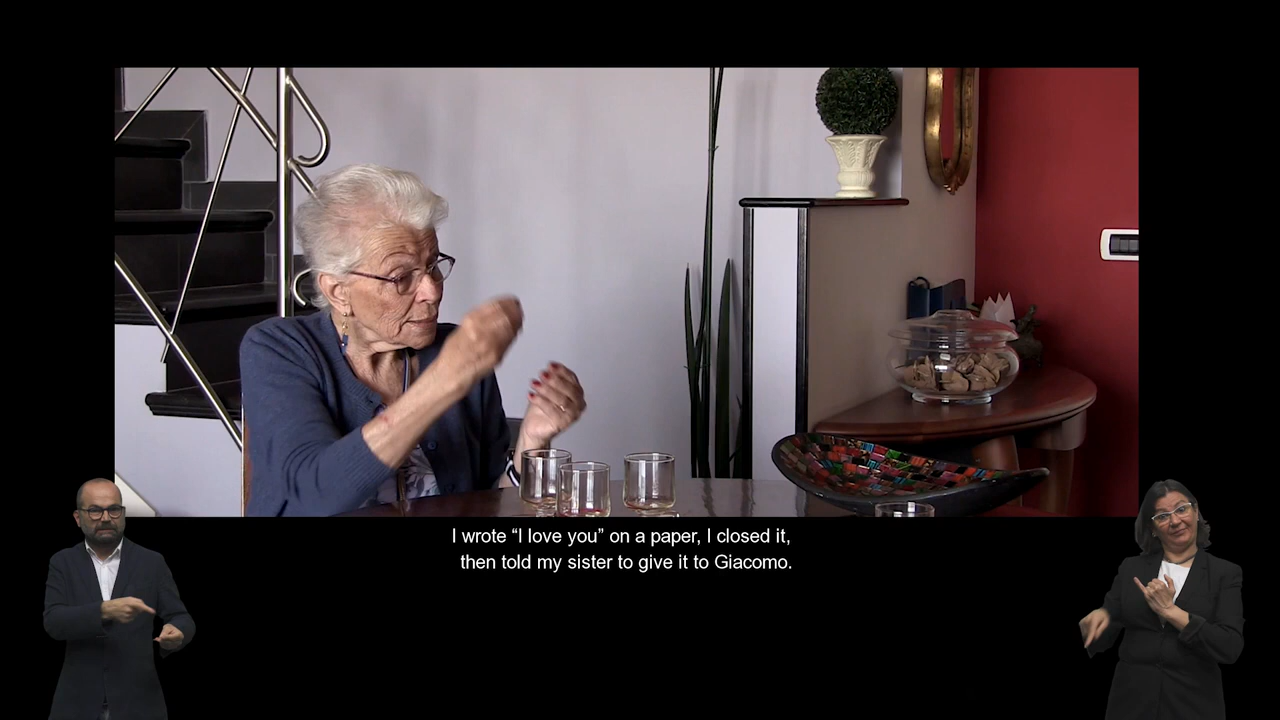 I wrote “I love you” on a paper, I closed it,
then told my sister to give it to Giacomo.